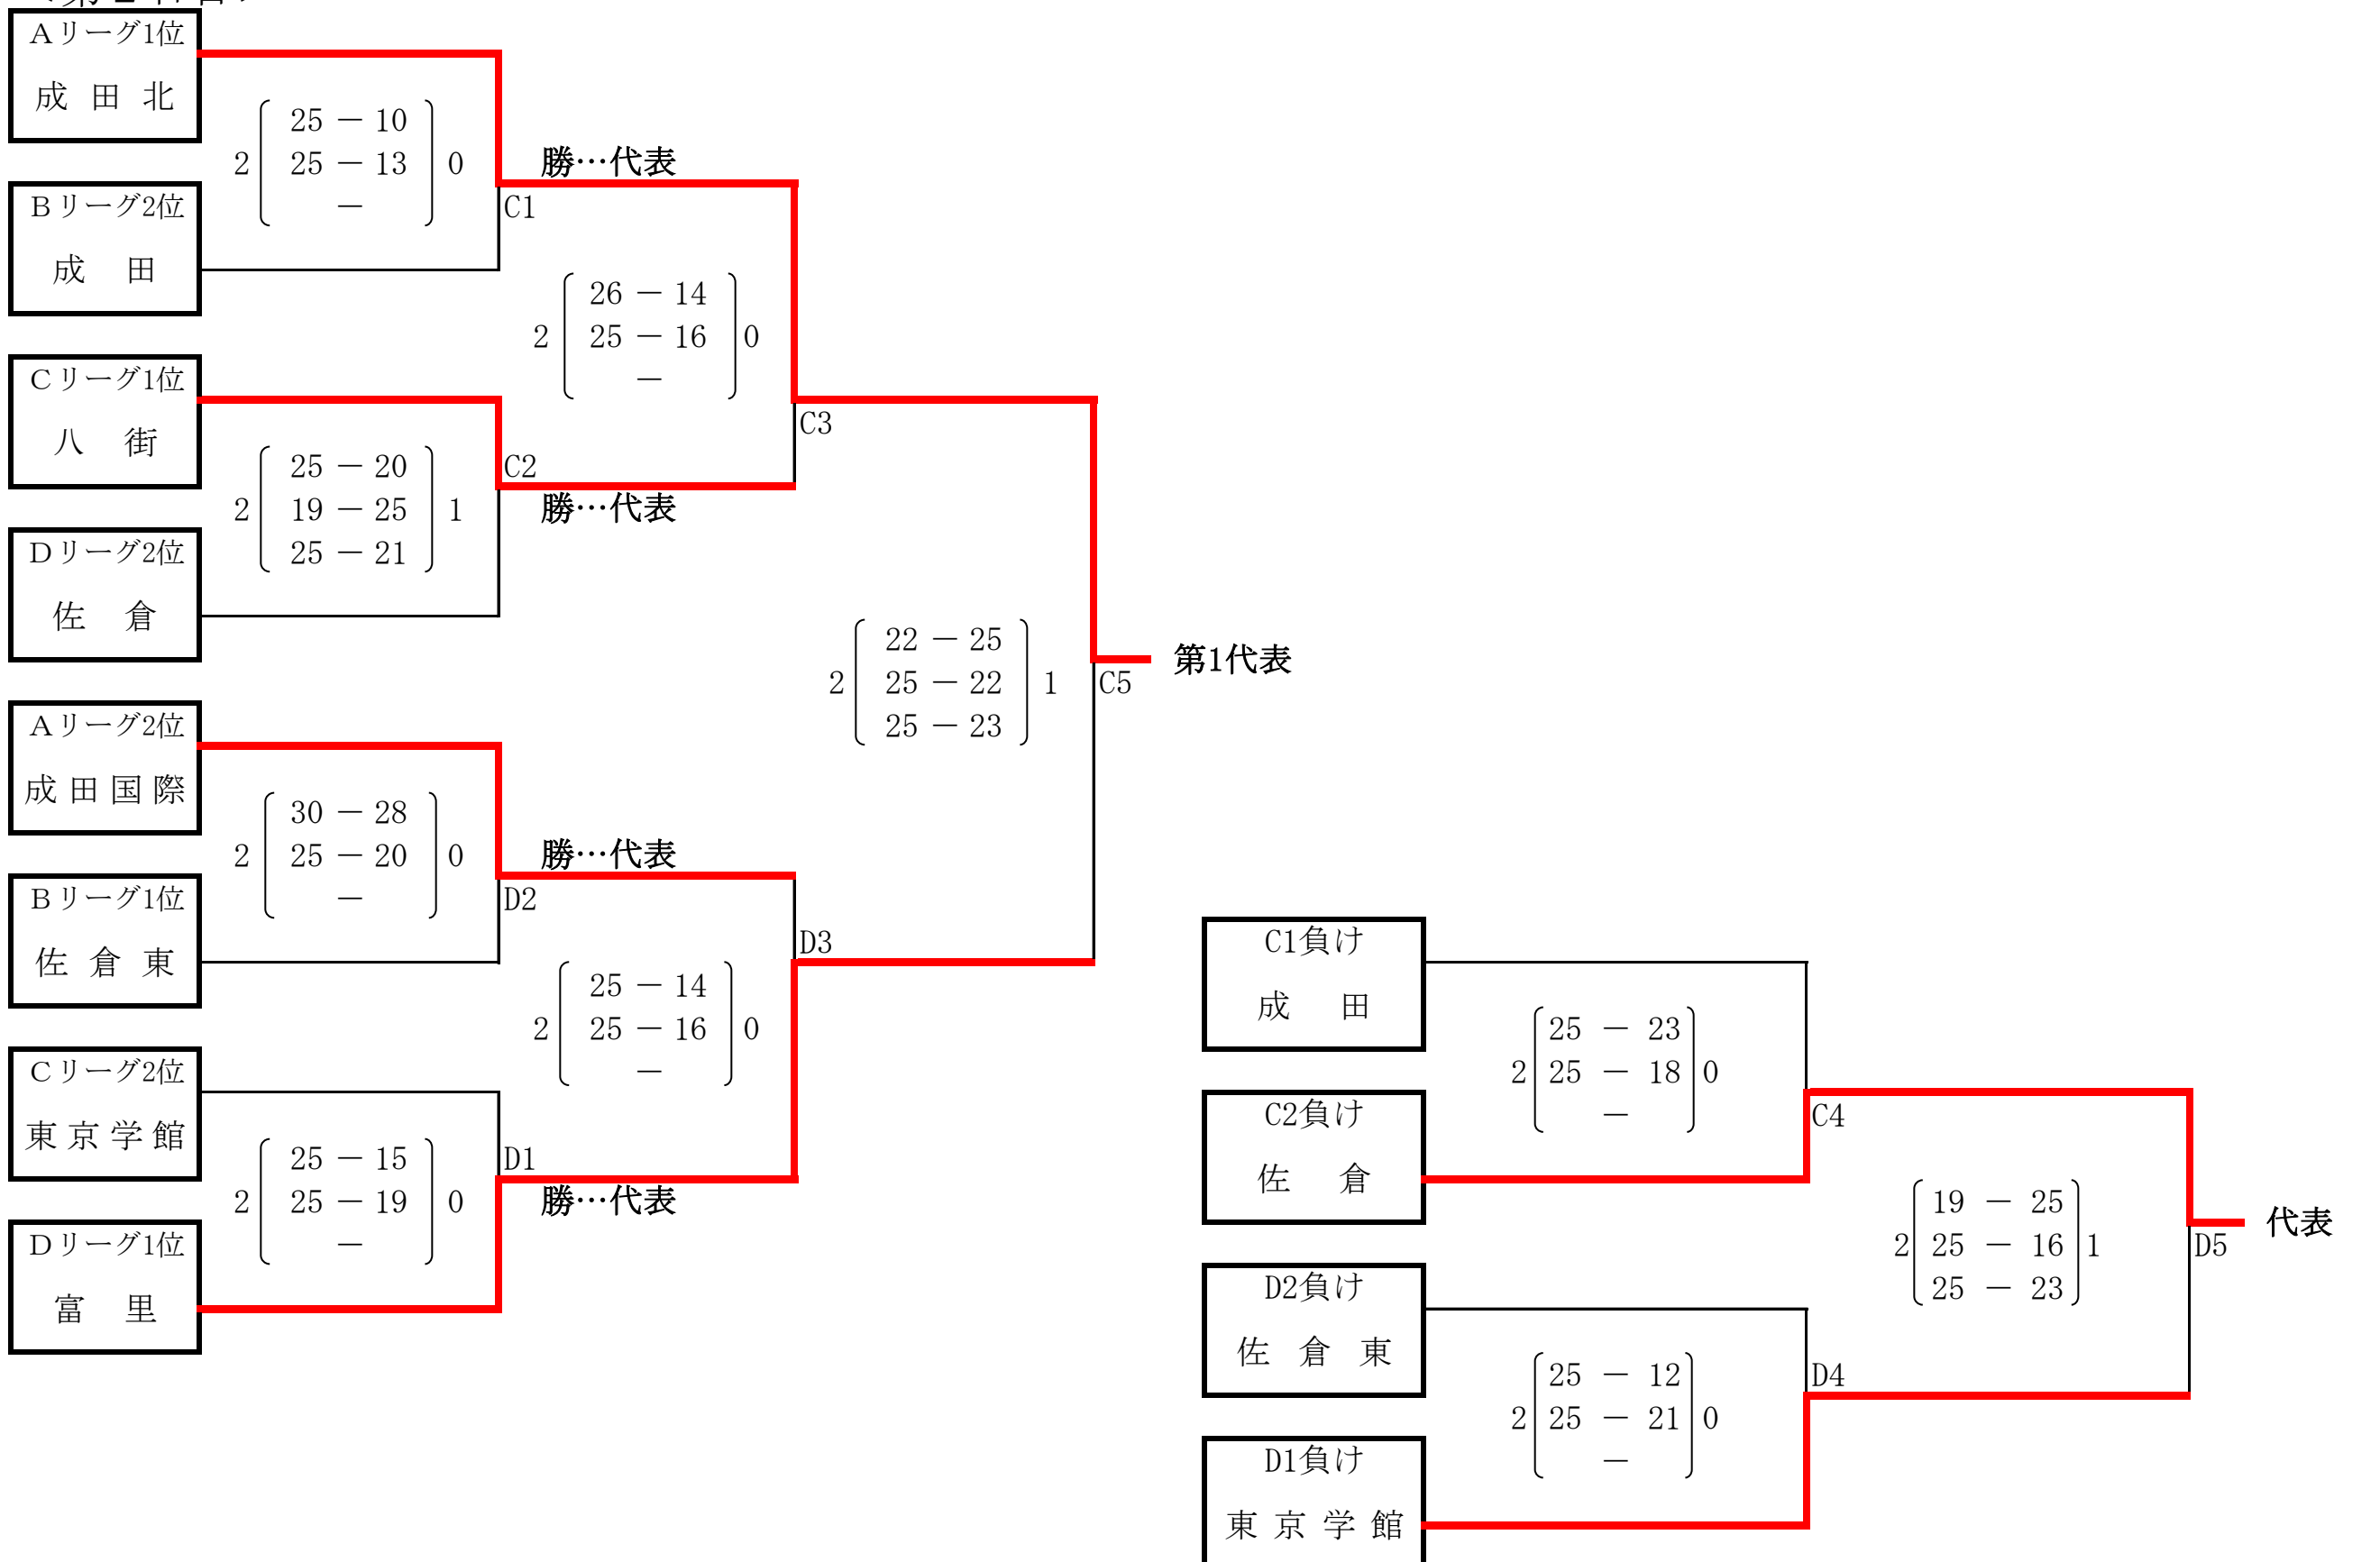 Ａリーグ1位
成田北
25 － 10
2 25 － 13 0
－
勝…代表
C1
Ｂリーグ2位
成田
26 － 14
2 25 － 16 0
－
C3
Ｃリーグ1位
八街
25 － 20
2 19 － 25 1
25 － 21
C2
勝…代表
Ｄリーグ2位
佐倉
22 － 25
2 25 － 22 1
25 － 23
C5
第1代表
Ａリーグ2位
成田国際
30 － 28
2 25 － 20 0
－
勝…代表
D2
Ｂリーグ1位
佐倉東
D3
25 － 14
2 25 － 16 0
－
Ｃリーグ2位
東京学館
25 － 15
2 25 － 19 0
－
D1
勝…代表
Ｄリーグ1位
富里
C1負け
成田
25 － 23
2 25 － 18 0
－
C4
C2負け
佐倉
19 － 25
2 25 － 16 1
25 － 23
D5
代表
D2負け
佐倉東
25 － 12
2 25 － 21 0
－
D4
D1負け
東京学館